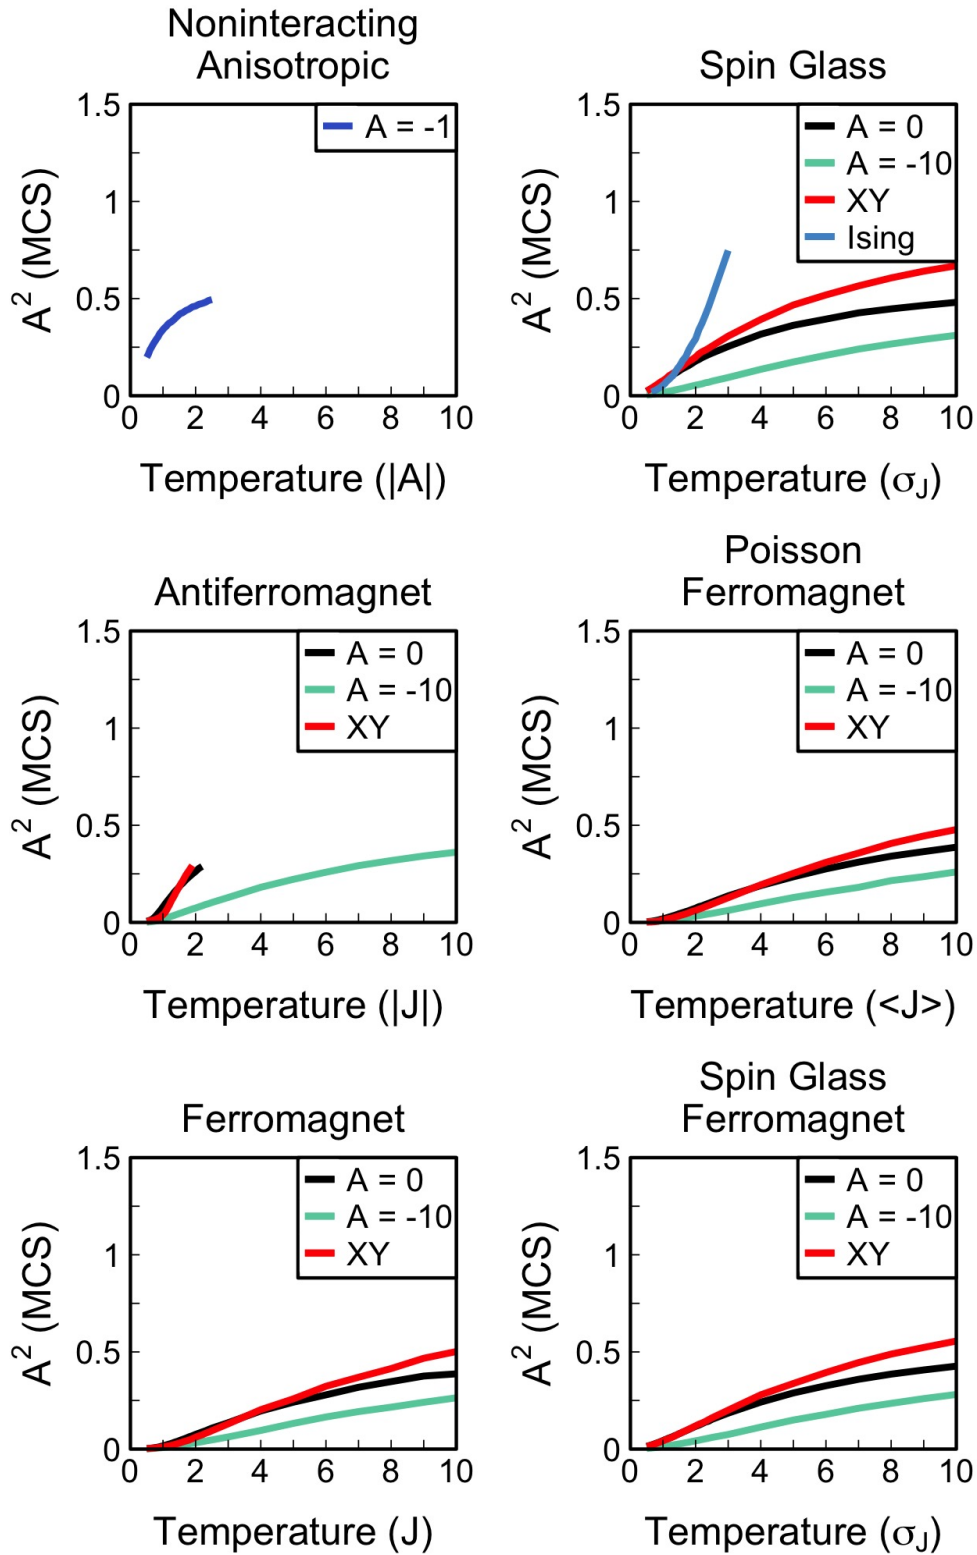 Noninteracting
Anisotropic
1.5
1
0.5
0
A² (MCS)
A = -1
0 2 4 6 8 10
Temperature (|A|)
Spin Glass
1.5
1
0.5
0
A² (MCS)
A = 0
A = -10
XY
Ising
0 2 4 6 8 10
Temperature (σJ)
Antiferromagnet
1.5
1
0.5
0
A² (MCS)
A = 0
A = -10
XY
0 2 4 6 8 10
Temperature (|J|)
Poisson
Ferromagnet
1.5
1
0.5
0
A² (MCS)
A = 0
A = -10
XY
0 2 4 6 8 10
Temperature (<J>)
Ferromagnet
1.5
1
0.5
0
A² (MCS)
A = 0
A = -10
XY
0 2 4 6 8 10
Temperature (J)
Spin Glass
Ferromagnet
1.5
1
0.5
0
A² (MCS)
A = 0
A = -10
XY
0 2 4 6 8 10
Temperature (σJ)